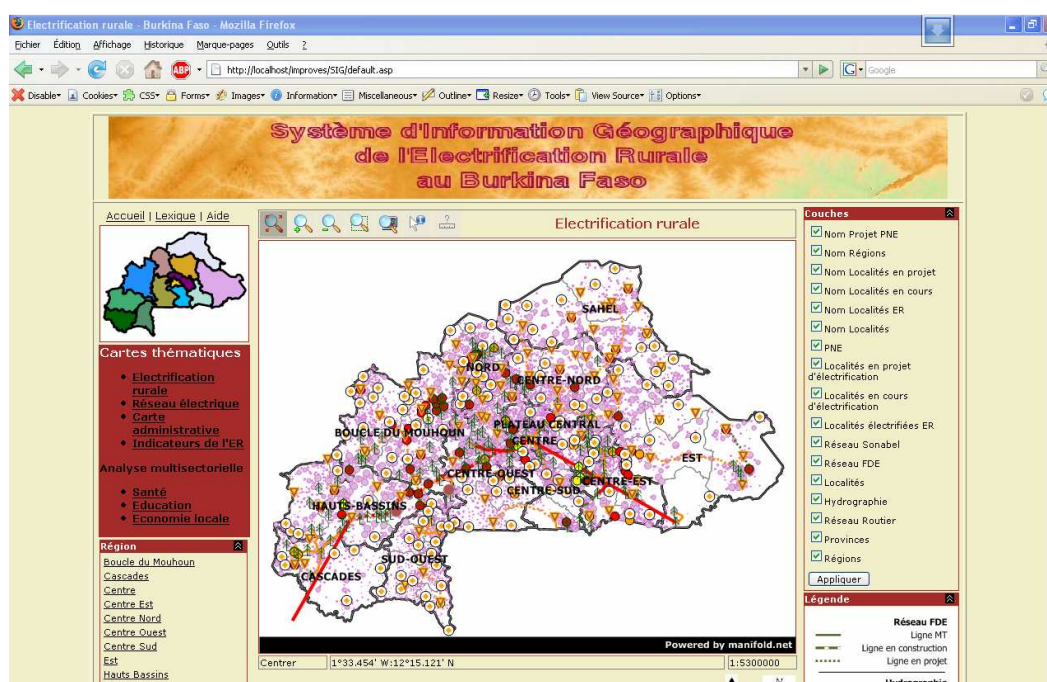 Electrification rurale - Burkina Faso - Mozilla Firefox
Fichier Édition Affichage Historique Marque-pages Outils ?
http://localhost/improves/SIG/default.asp
G Google
ABP
Disable Cookies CSS Forms Images Information Miscellaneous Outline Resize Tools View Source Options
Système d'Information Géographique
de l'Electrification Rurale
au Burkina Faso
Accueil | Lexique | Aide
Cartes thématiques
Electrification
rurale
Réseau électrique
Carte
administrative
Indicateurs de l'ER
Analyse multisectorielle
Santé
Education
Economie locale
Région
Boucle du Mouhoun
Cascades
Centre
Centre Est
Centre Nord
Centre Ouest
Centre Sud
Est
Hauts Bassins
Electrification rurale
SAHEL
NORD
CENTRE-NORD
BOUCLE DU MOUHOUN
PLATEAU CENTRAL
CENTRE
EST
CENTRE-OUEST
CENTRE-EST
CENTRE-SUD
HAUTS-BASSINS
SUD-OUEST
CASCADES
Powered by manifold.net
Centrer
1°33.454' W:12°15.121' N
1:5300000
N
Couches
Nom Projet PNE
Nom Régions
Nom Localités en projet
Nom Localités en cours
Nom Localités ER
Nom Localités
PNE
Localités en projet
d'électrification
Localités en cours
d'électrification
Localités électrifiées ER
Réseau Sonabel
Réseau FDE
Localités
Hydrographie
Réseau Routier
Provinces
Régions
Appliquer
Légende
Réseau FDE
Ligne MT
Ligne en construction
Ligne en projet
Hydrographie